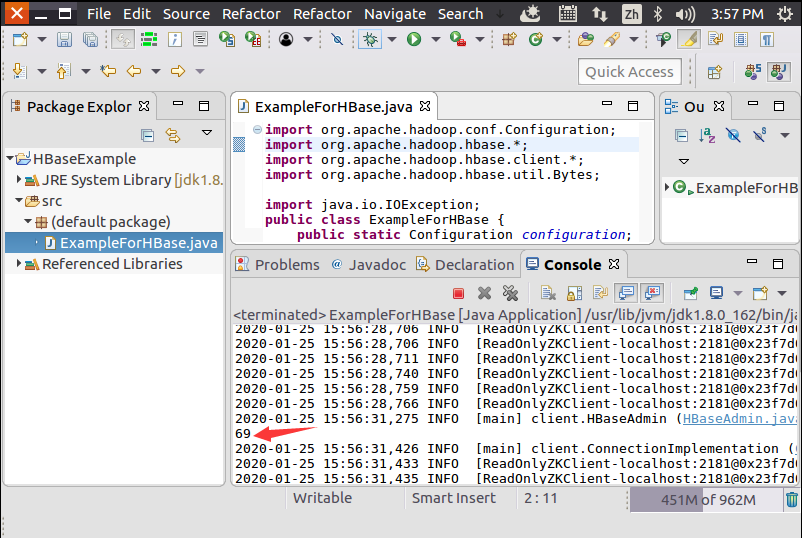 File Edit Source Refactor Refactor Navigate Search Zh 3:57 PM
Quick Access
Package Explor
ExampleForHBase.java
Ou
HBaseExample
JRE System Library [jdk1.8.
src
(default package)
ExampleForHBase.java
Referenced Libraries
import org.apache.hadoop.conf.Configuration;
import org.apache.hadoop.hbase.*;
import org.apache.hadoop.hbase.client.*;
import org.apache.hadoop.hbase.util.Bytes;
import java.io.IOException;
public class ExampleForHBase {
public static Configuration configuration;
ExampleForHB
Problems @ Javadoc Declaration Console
<terminated> ExampleForHBase [Java Application] /usr/lib/jvm/jdk1.8.0_162/bin/ja
2020-01-25 15:56:28,706 INFO [ReadOnlyZKClient-localhost:2181@0x23f7d
2020-01-25 15:56:28,706 INFO [ReadOnlyZKClient-localhost:2181@0x23f7d
2020-01-25 15:56:28,711 INFO [ReadOnlyZKClient-localhost:2181@0x23f7d
2020-01-25 15:56:28,740 INFO [ReadOnlyZKClient-localhost:2181@0x23f7d
2020-01-25 15:56:28,759 INFO [ReadOnlyZKClient-localhost:2181@0x23f7d
2020-01-25 15:56:28,766 INFO [ReadOnlyZKClient-localhost:2181@0x23f7d
2020-01-25 15:56:31,275 INFO [main] client.HBaseAdmin (HBaseAdmin.java
69
2020-01-25 15:56:31,426 INFO [main] client.ConnectionImplementation (
2020-01-25 15:56:31,433 INFO [ReadOnlyZKClient-localhost:2181@0x23f7d
2020-01-25 15:56:31,435 INFO [ReadOnlyZKClient-localhost:2181@0x23f7d
Writable Smart Insert 2 : 11 451M of 962M